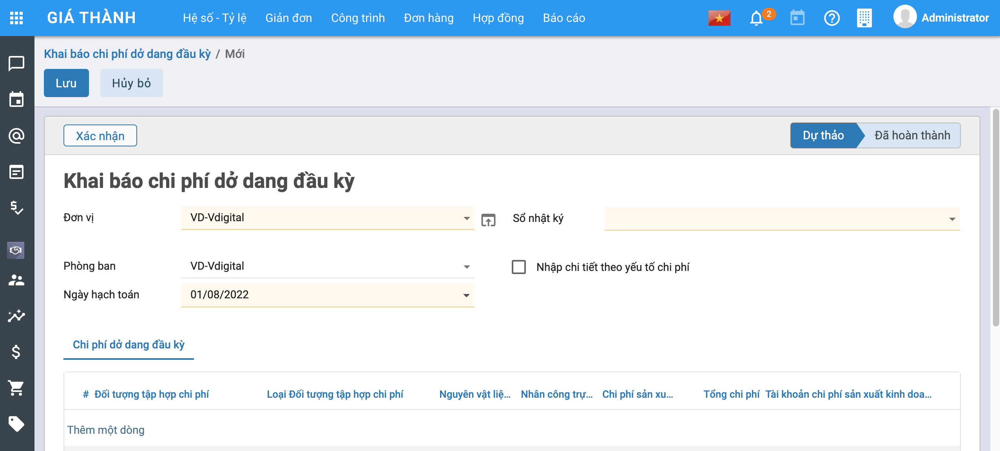 GIÁ THÀNH Hệ số - Tỷ lệ Giản đơn Công trình Đơn hàng Hợp đồng Báo cáo 2 Administrator
Khai báo chi phí dở dang đầu kỳ / Mới
Lưu Hủy bỏ
Xác nhận Dự thảo Đã hoàn thành
Khai báo chi phí dở dang đầu kỳ
Đơn vị VD-Vdigital Sổ nhật ký
Phòng ban VD-Vdigital Nhập chi tiết theo yếu tố chi phí
Ngày hạch toán 01/08/2022
Chi phí dở dang đầu kỳ
# Đối tượng tập hợp chi phí Loại Đối tượng tập hợp chi phí Nguyên vật liệ... Nhân công trự... Chi phí sản xu... Tổng chi phí Tài khoản chi phí sản xuất kinh doa...
Thêm một dòng